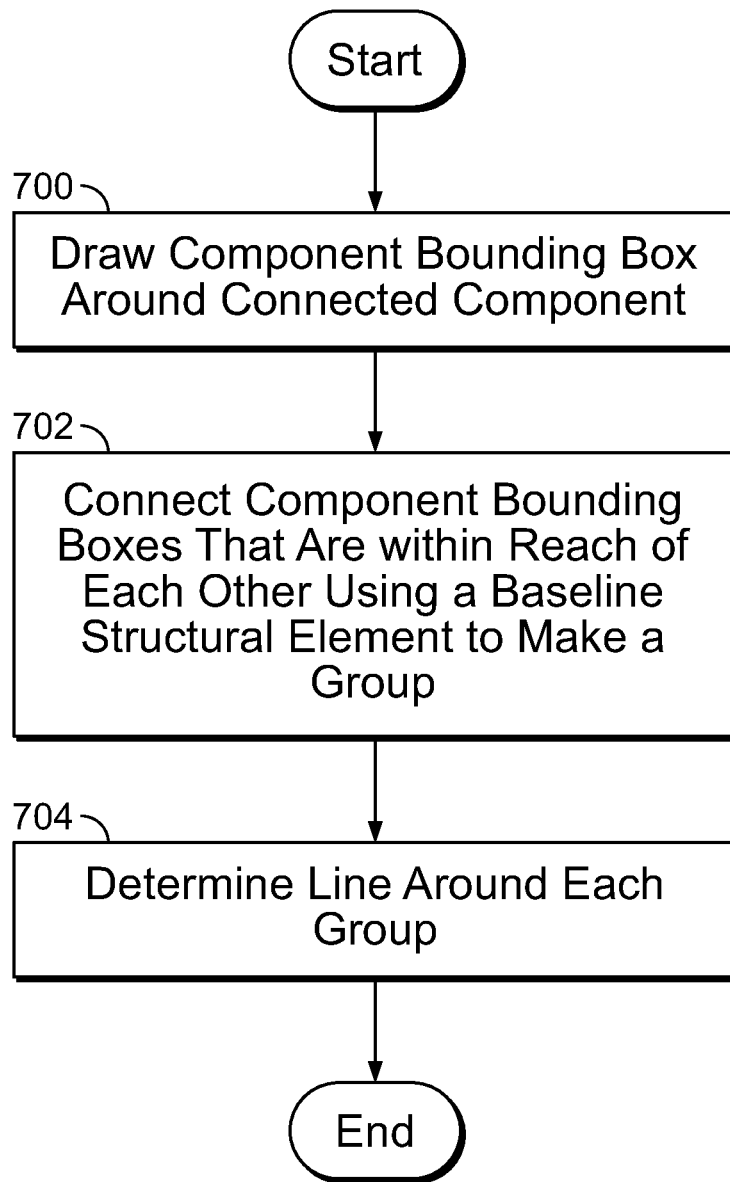 Start
700
Draw Component Bounding Box
Around Connected Component
702
Connect Component Bounding
Boxes That Are within Reach of
Each Other Using a Baseline
Structural Element to Make a
Group
704
Determine Line Around Each
Group
End